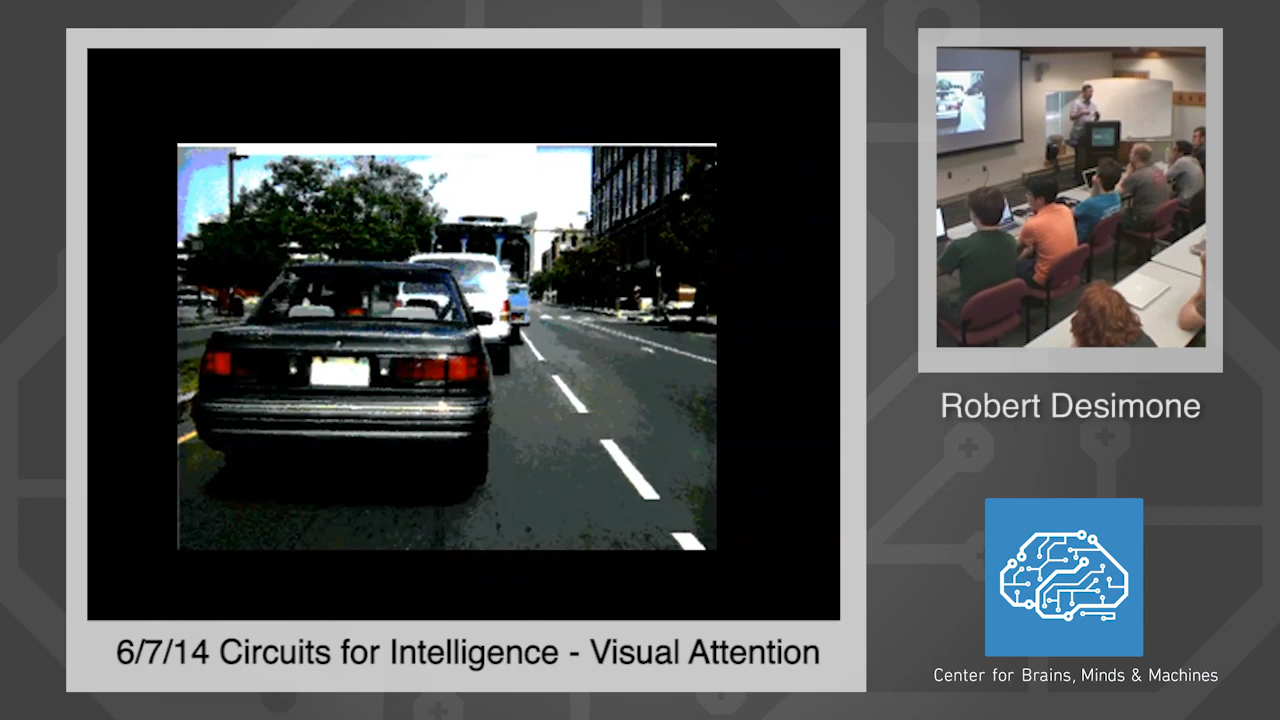 6/7/14 Circuits for Intelligence - Visual Attention
Robert Desimone
Center for Brains, Minds & Machines